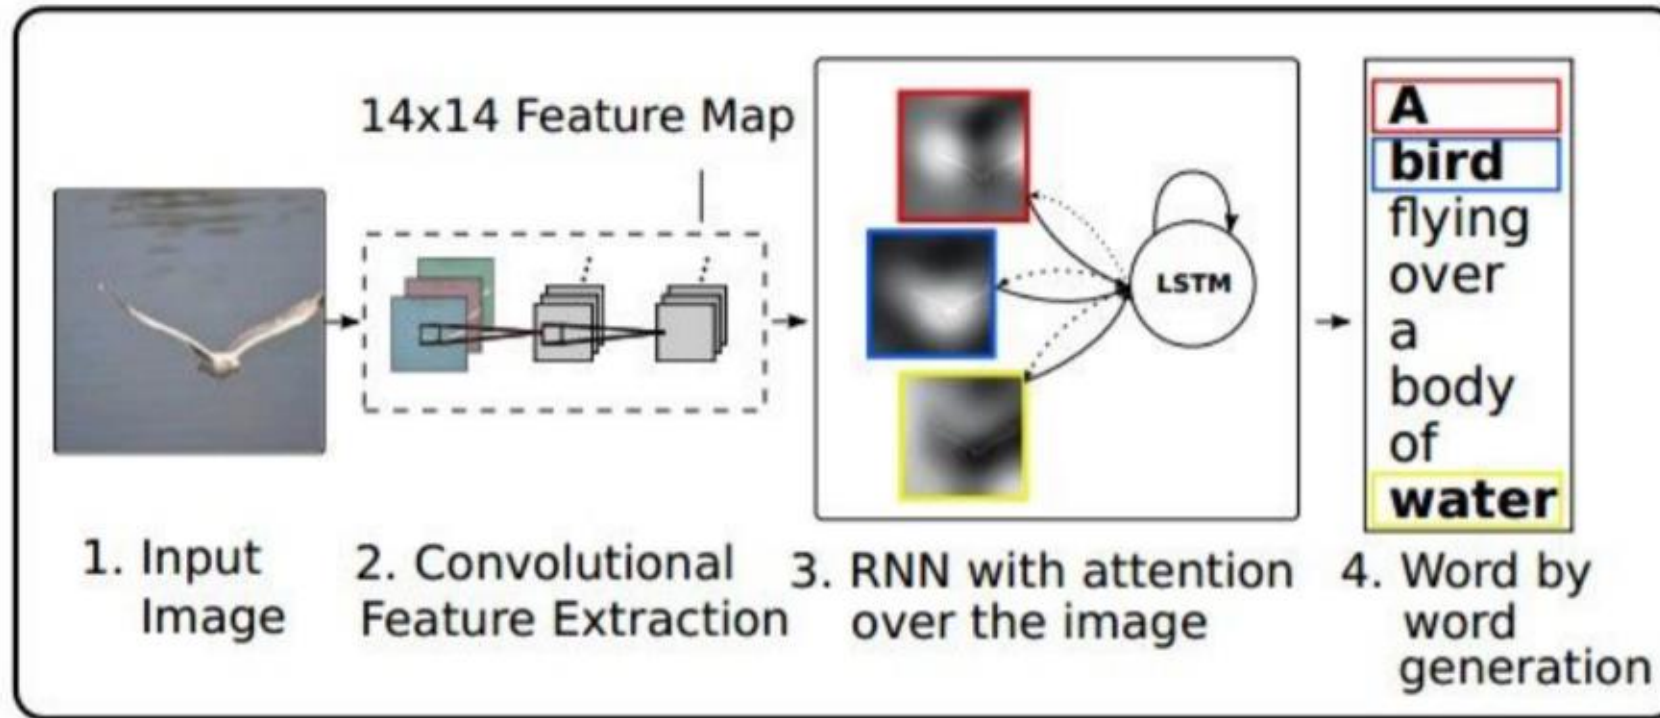 14x14 Feature Map
LSTM
A
bird
flying
over
a
body
of
water
1. Input
Image
2. Convolutional
Feature Extraction
3. RNN with attention
over the image
4. Word by
word
generation